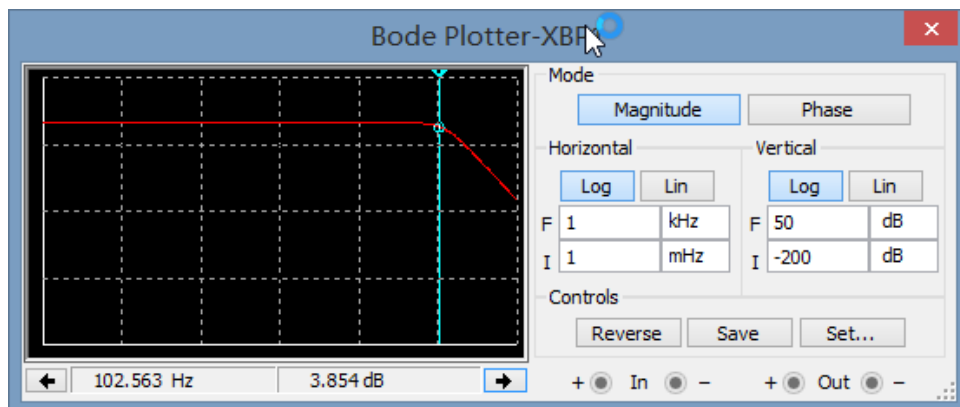 Bode Plotter-XBP
×
Mode
Magnitude Phase
Horizontal Vertical
Log Lin Log Lin
F 1 kHz F 50 dB
I 1 mHz I -200 dB
Controls
Reverse Save Set...
102.563 Hz 3.854 dB + In − + Out −